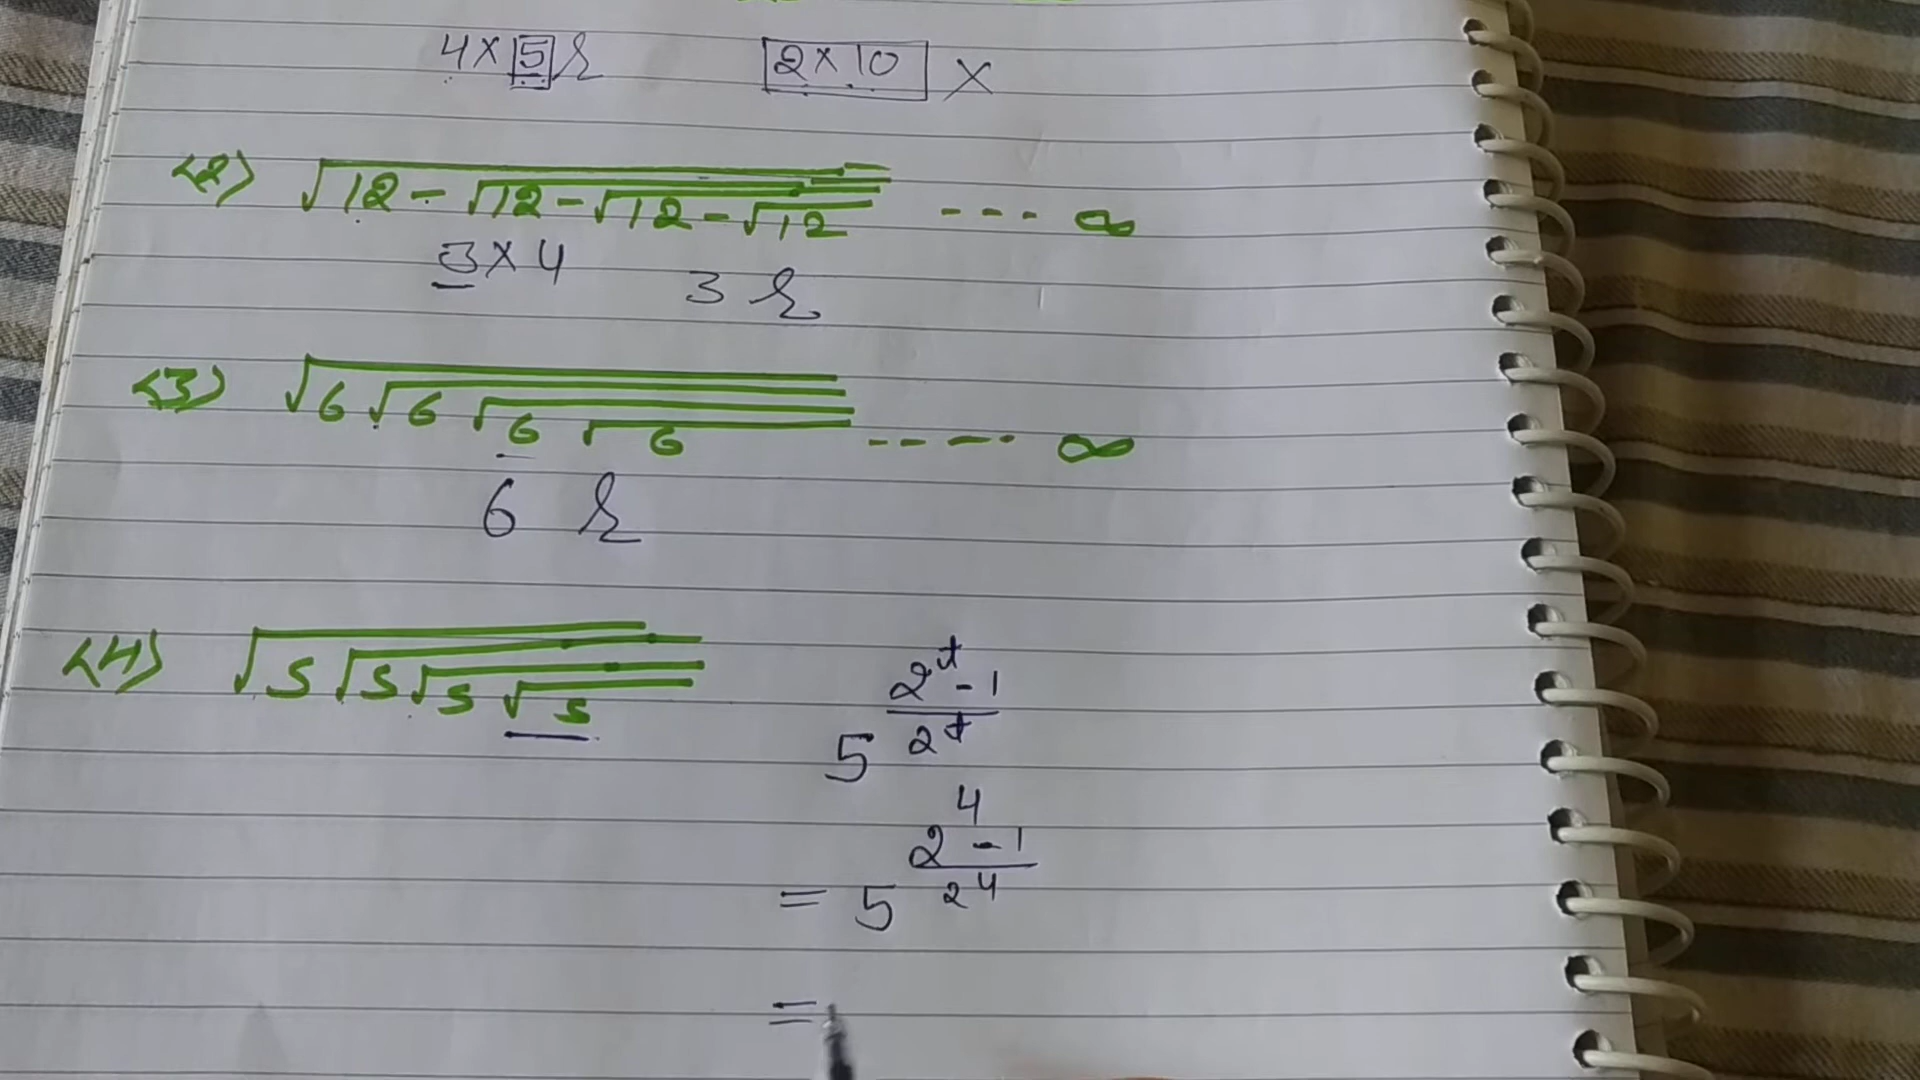 4×5 2×10 ×
(2) √12-√12-√12-√12 ---- ∞
3×4 3
(3) √6√6√6√6 ----- ∞
6
(4) √5√5√5√5
5^(2^t-1)/(2^t)
= 5^(2^4-1)/(2^4)
=